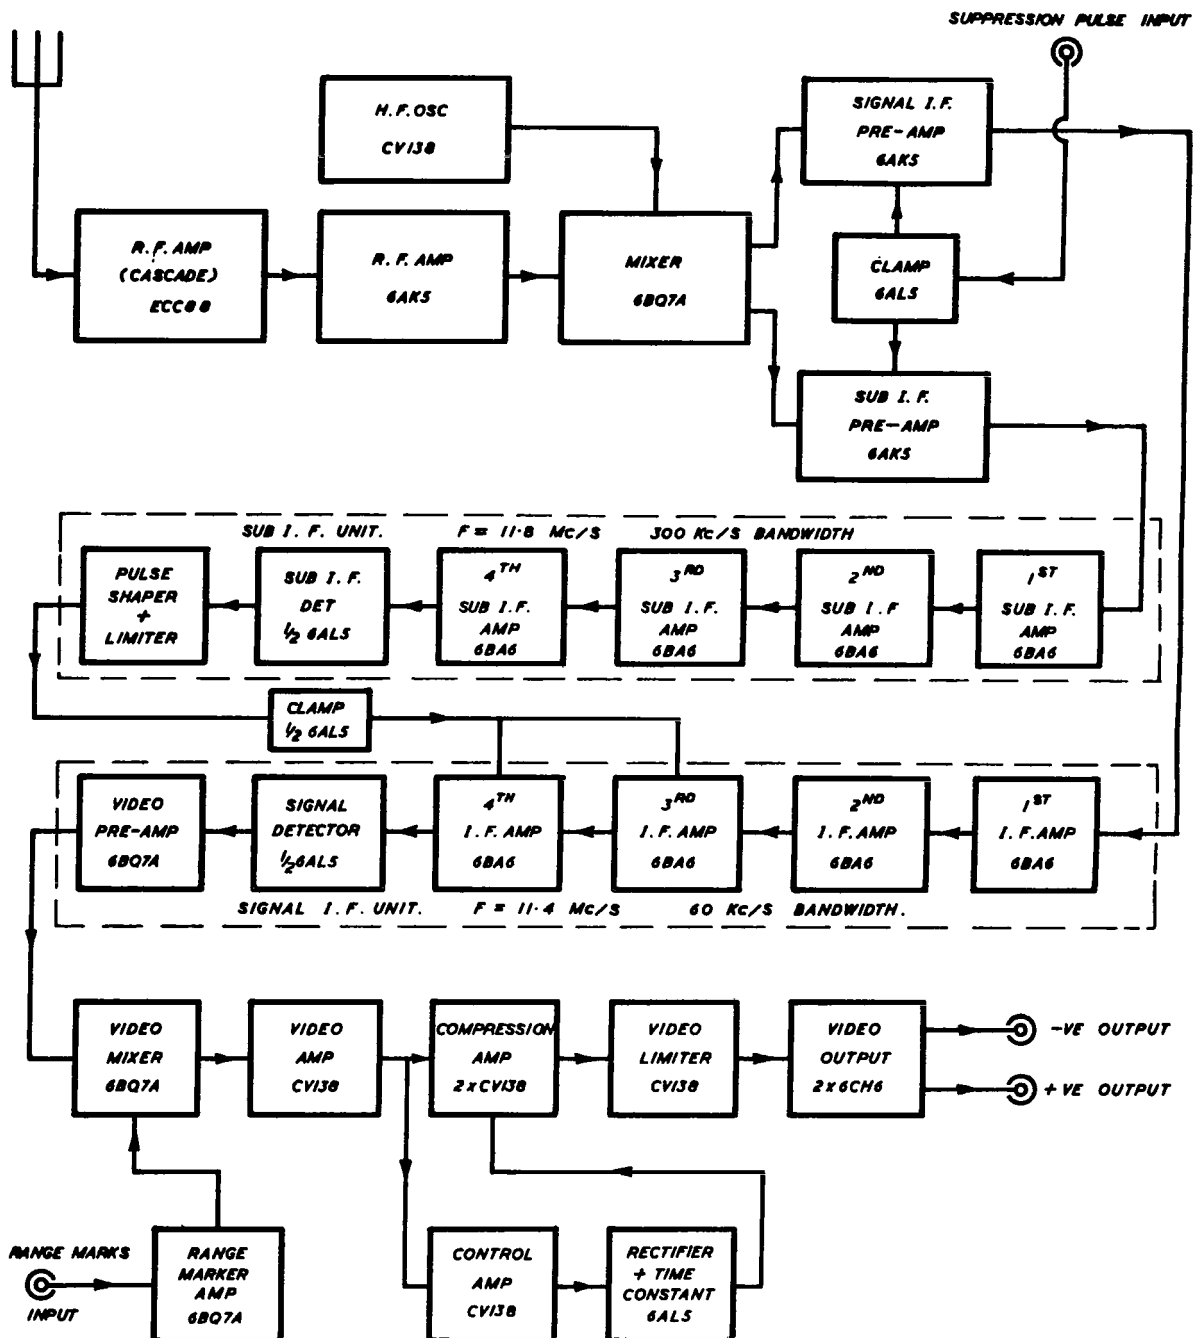 SUPPRESSION PULSE INPUT
H.F. OSC
CV138
SIGNAL I.F.
PRE-AMP
6AK5
R.F. AMP
(CASCADE)
ECC88
R.F. AMP
6AK5
MIXER
6BQ7A
CLAMP
6AL5
SUB I.F.
PRE-AMP
6AK5
SUB I.F. UNIT. F = 11·8 Mc/S 300 Kc/S BANDWIDTH
PULSE
SHAPER
+
LIMITER
SUB I.F.
DET
1/2 6AL5
4TH
SUB I.F.
AMP
6BA6
3RD
SUB I.F.
AMP
6BA6
2ND
SUB I.F
AMP
6BA6
1ST
SUB I.F.
AMP
6BA6
CLAMP
1/2 6AL5
VIDEO
PRE-AMP
6BQ7A
SIGNAL
DETECTOR
1/2 6AL5
4TH
I.F. AMP
6BA6
3RD
I.F. AMP
6BA6
2ND
I.F. AMP
6BA6
1ST
I.F. AMP
6BA6
SIGNAL I.F. UNIT. F = 11·4 Mc/S 60 Kc/S BANDWIDTH.
VIDEO
MIXER
6BQ7A
VIDEO
AMP
CV138
COMPRESSION
AMP
2 x CV138
VIDEO
LIMITER
CV138
VIDEO
OUTPUT
2 x 6CH6
-VE OUTPUT
+VE OUTPUT
RANGE MARKS
INPUT
RANGE
MARKER
AMP
6BQ7A
CONTROL
AMP
CV138
RECTIFIER
+ TIME
CONSTANT
6AL5